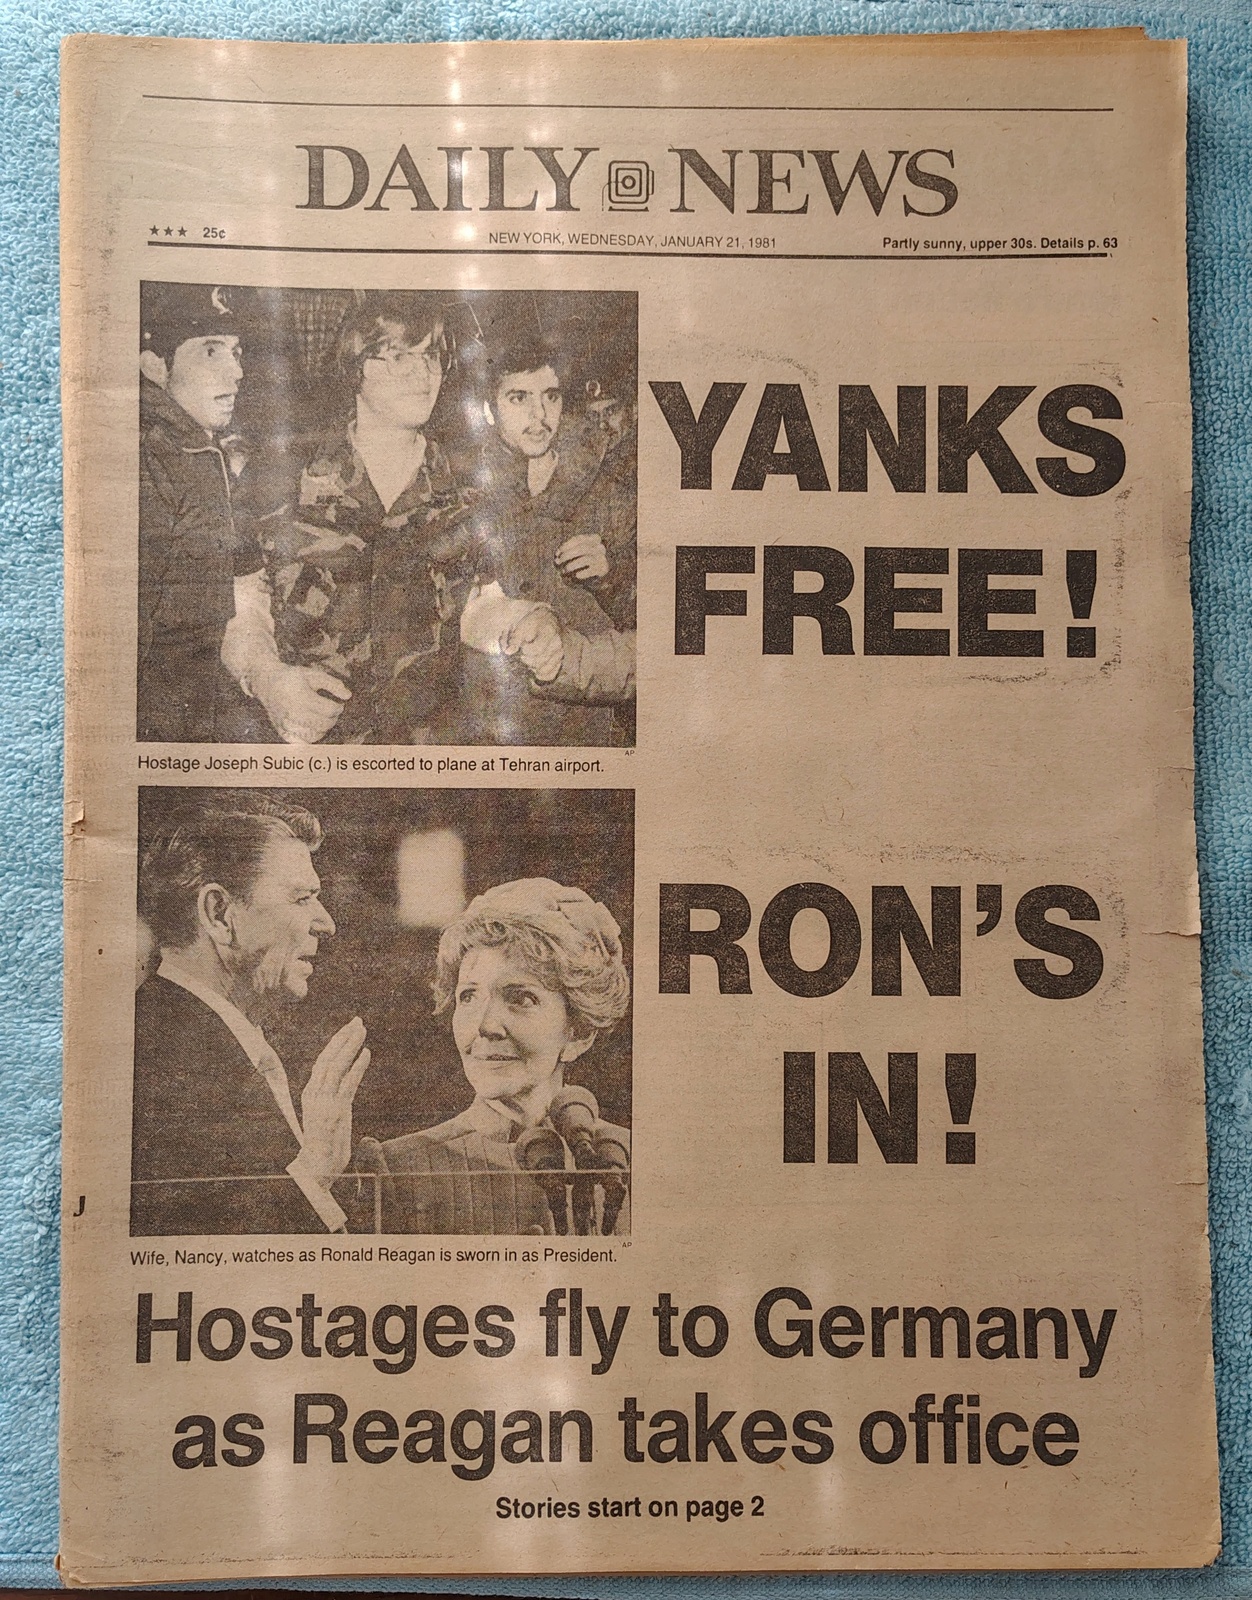 DAILY NEWS
★★★ 25¢
NEW YORK, WEDNESDAY, JANUARY 21, 1981
Partly sunny, upper 30s. Details p. 63
YANKS
FREE!
AP
Hostage Joseph Subic (c.) is escorted to plane at Tehran airport.
RON'S
IN!
J
AP
Wife, Nancy, watches as Ronald Reagan is sworn in as President.
Hostages fly to Germany
as Reagan takes office
Stories start on page 2